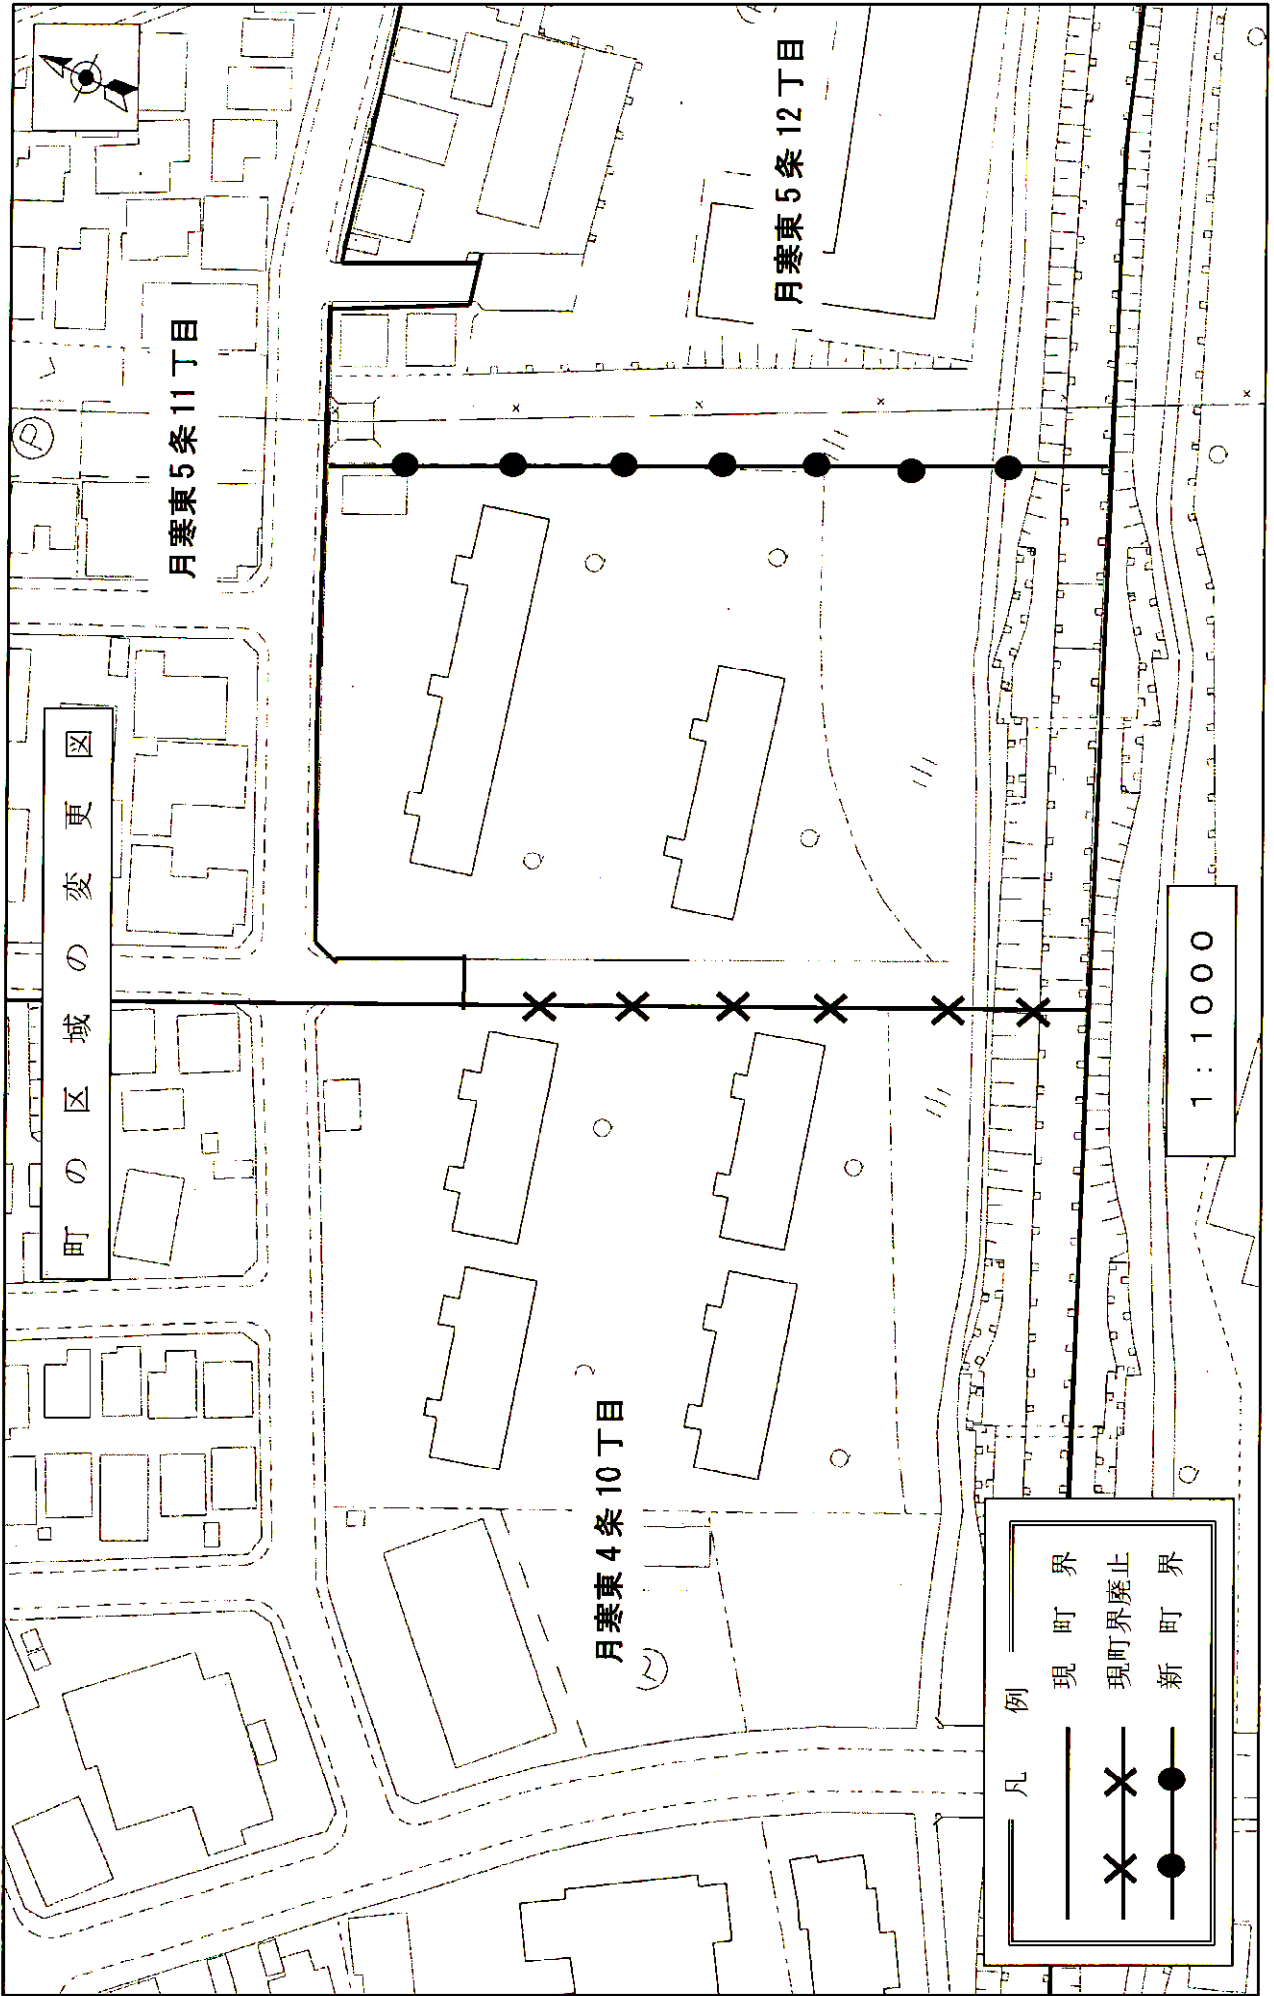 町の区域の変更図
月寒東5条11丁目
月寒東5条12丁目
月寒東4条10丁目
P
1:1000
凡例
現町界
現町界廃止
新町界